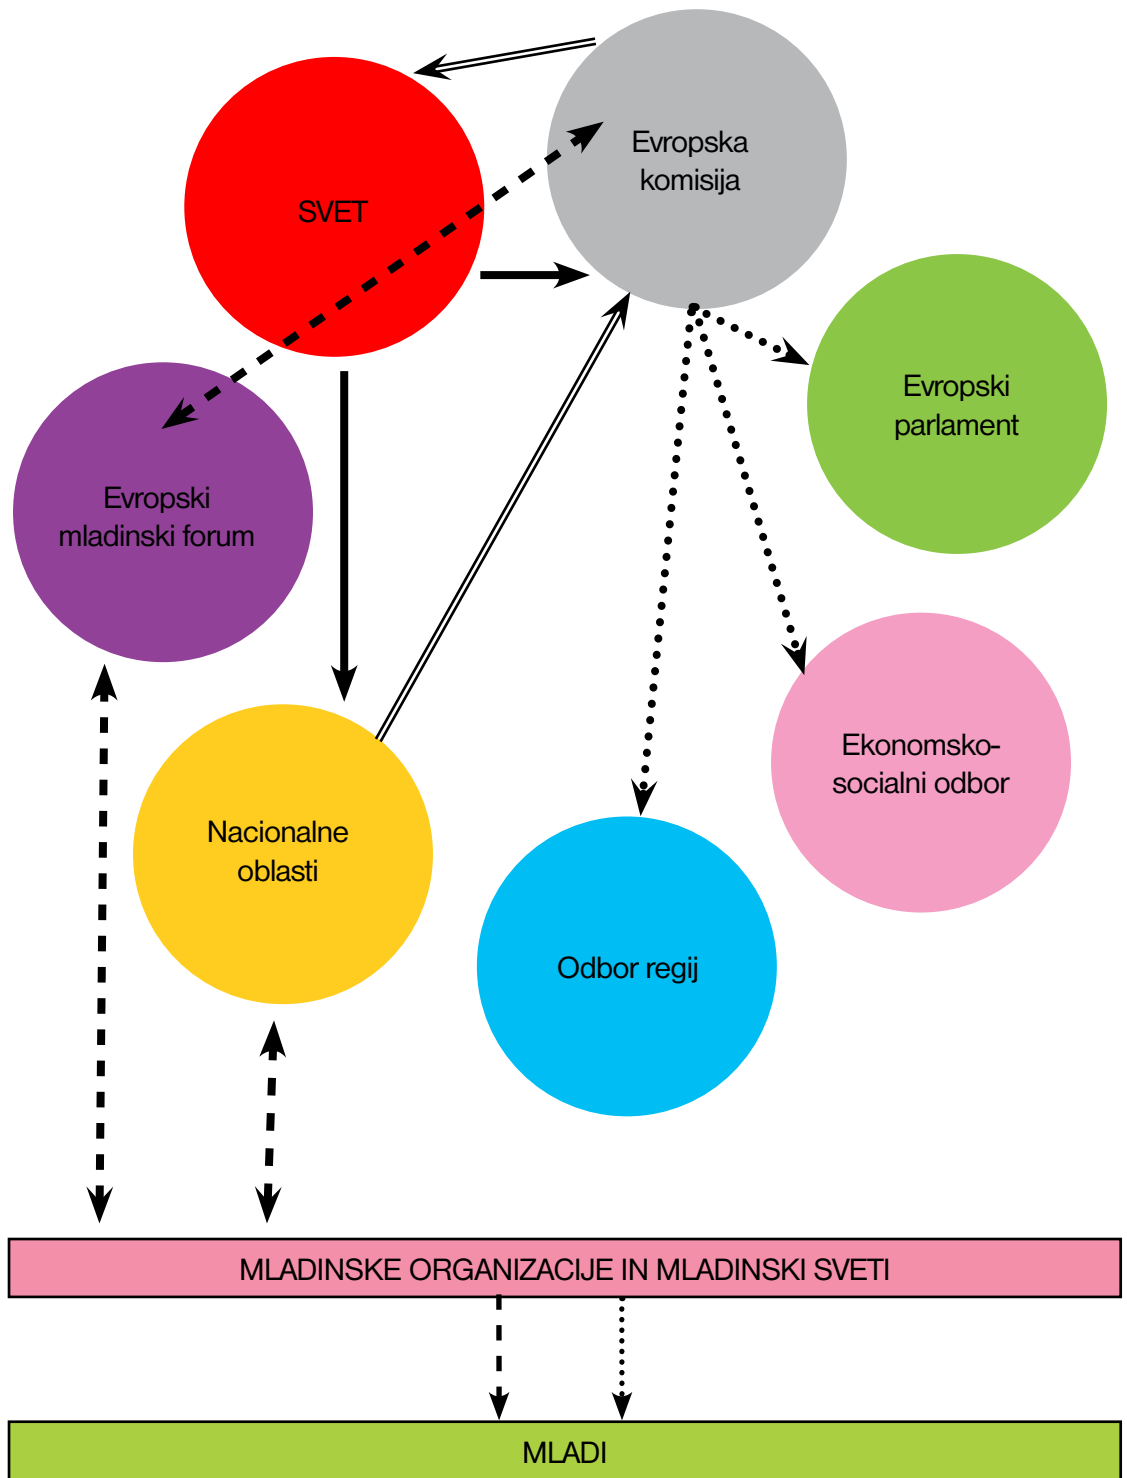 Evropska
komisija
SVET
Evropski
parlament
Evropski
mladinski forum
Ekonomsko-
socialni odbor
Nacionalne
oblasti
Odbor regij
MLADINSKE ORGANIZACIJE IN MLADINSKI SVETI
MLADI